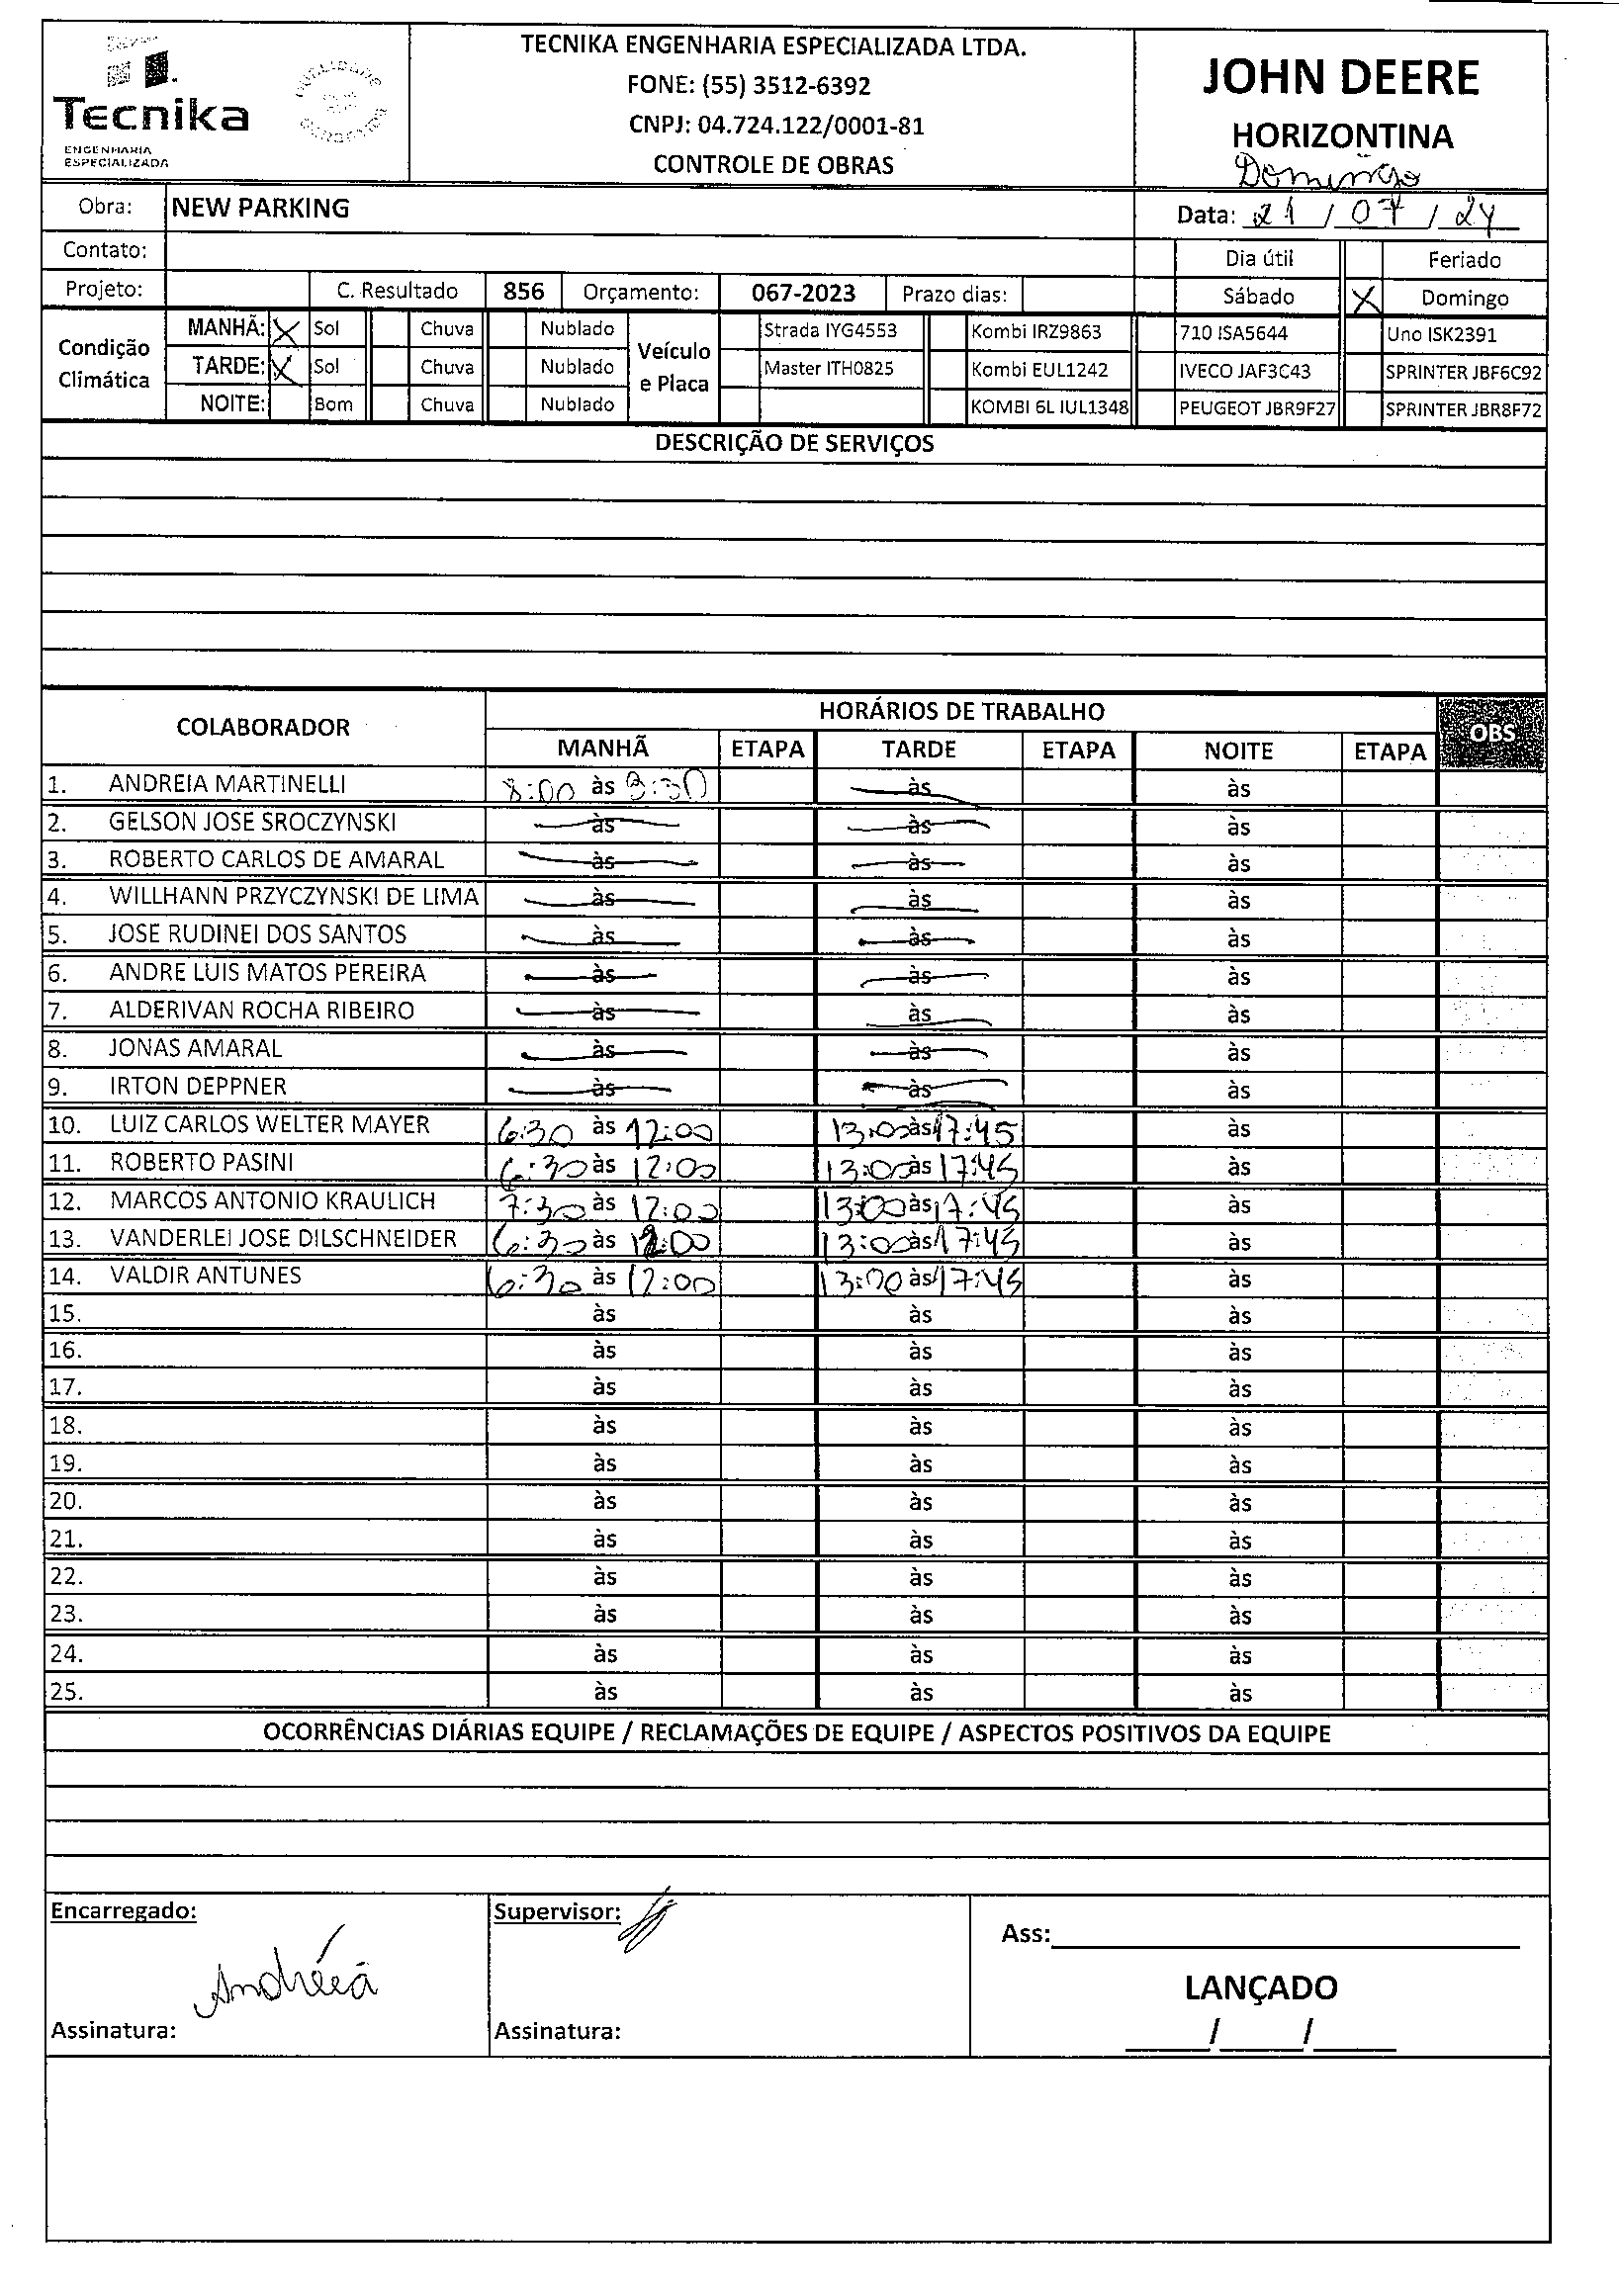 Tecnika
ENGENHARIA
ESPECIALIZADA
TECNIKA ENGENHARIA ESPECIALIZADA LTDA.
FONE: (55) 3512-6392
CNPJ: 04.724.122/0001-81
CONTROLE DE OBRAS
JOHN DEERE
HORIZONTINA
Domingo
Obra: NEW PARKING
Data: 21 / 07 / 24
Contato:
Dia útil Feriado
Projeto: C. Resultado 856 Orçamento: 067-2023 Prazo dias: Sábado X Domingo
Condição Climática
MANHÃ: X Sol Chuva Nublado
TARDE: X Sol Chuva Nublado
NOITE: Bom Chuva Nublado
Veículo e Placa
Strada IYG4553 Kombi IRZ9863 710 ISA5644 Uno ISK2391
Master ITH0825 Kombi EUL1242 IVECO JAF3C43 SPRINTER JBF6C92
KOMBI 6L IUL1348 PEUGEOT JBR9F27 SPRINTER JBR8F72
DESCRIÇÃO DE SERVIÇOS
COLABORADOR HORÁRIOS DE TRABALHO OBS
MANHÃ ETAPA TARDE ETAPA NOITE ETAPA
1. ANDREIA MARTINELLI 8:00 às 9:30 às às
2. GELSON JOSE SROCZYNSKI às às às
3. ROBERTO CARLOS DE AMARAL às às às
4. WILLHANN PRZYCZYNSKI DE LIMA às às às
5. JOSE RUDINEI DOS SANTOS às às às
6. ANDRE LUIS MATOS PEREIRA às às às
7. ALDERIVAN ROCHA RIBEIRO às às às
8. JONAS AMARAL às às às
9. IRTON DEPPNER às às às
10. LUIZ CARLOS WELTER MAYER 6:30 às 12:00 13:00 às 17:45 às
11. ROBERTO PASINI 6:30 às 12:00 13:00 às 17:45 às
12. MARCOS ANTONIO KRAULICH 7:30 às 12:00 13:00 às 17:45 às
13. VANDERLEI JOSE DILSCHNEIDER 6:30 às 12:00 13:00 às 17:45 às
14. VALDIR ANTUNES 6:30 às 12:00 13:00 às 17:45 às
15. às às às
16. às às às
17. às às às
18. às às às
19. às às às
20. às às às
21. às às às
22. às às às
23. às às às
24. às às às
25. às às às
OCORRÊNCIAS DIÁRIAS EQUIPE / RECLAMAÇÕES DE EQUIPE / ASPECTOS POSITIVOS DA EQUIPE
Encarregado: Supervisor:
Ass:
Andréia
LANÇADO
Assinatura: Assinatura:
/ /